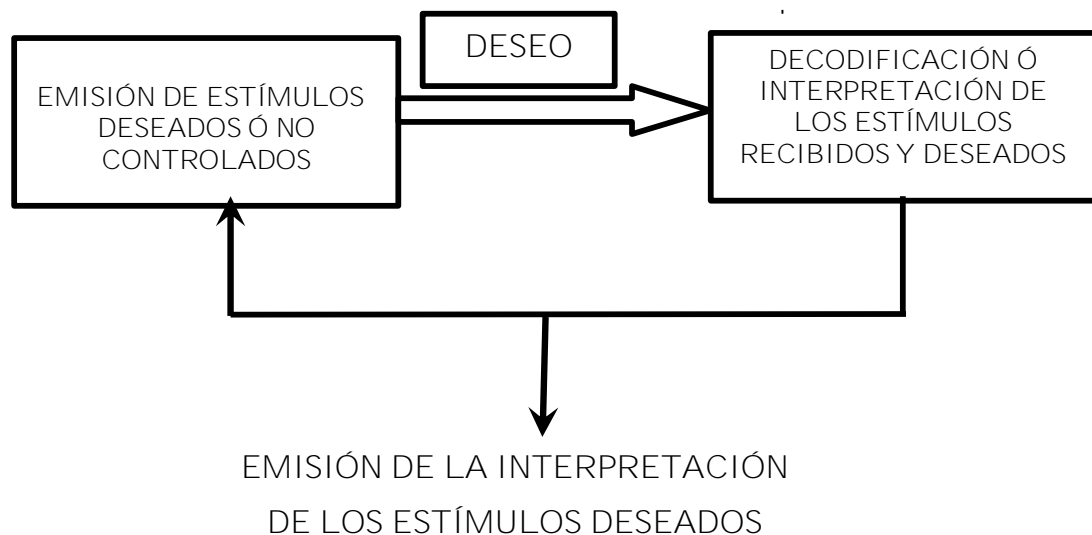 DESEO
EMISIÓN DE ESTÍMULOS
DESEADOS Ó NO
CONTROLADOS
DECODIFICACIÓN Ó
INTERPRETACIÓN DE
LOS ESTÍMULOS
RECIBIDOS Y DESEADOS
EMISIÓN DE LA INTERPRETACIÓN
DE LOS ESTÍMULOS DESEADOS